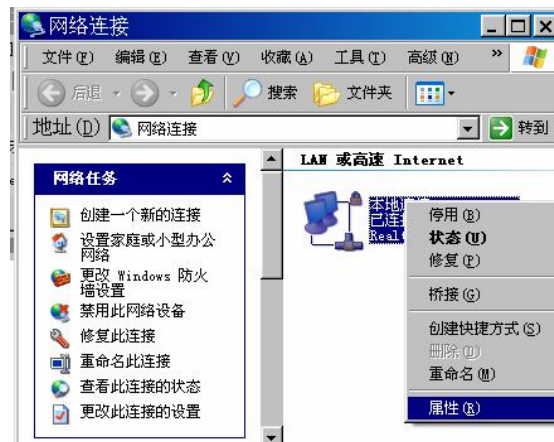 网络连接
文件(F) 编辑(E) 查看(V) 收藏(A) 工具(T) 高级(N) »
后退 搜索 文件夹
地址(D) 网络连接 转到
网络任务
创建一个新的连接
设置家庭或小型办公
网络
更改 Windows 防火
墙设置
禁用此网络设备
修复此连接
重命名此连接
查看此连接的状态
更改此连接的设置
LAN 或高速 Internet
本地
已连
Real
停用(B)
状态(U)
修复(P)
桥接(G)
创建快捷方式(S)
删除(D)
重命名(M)
属性(R)